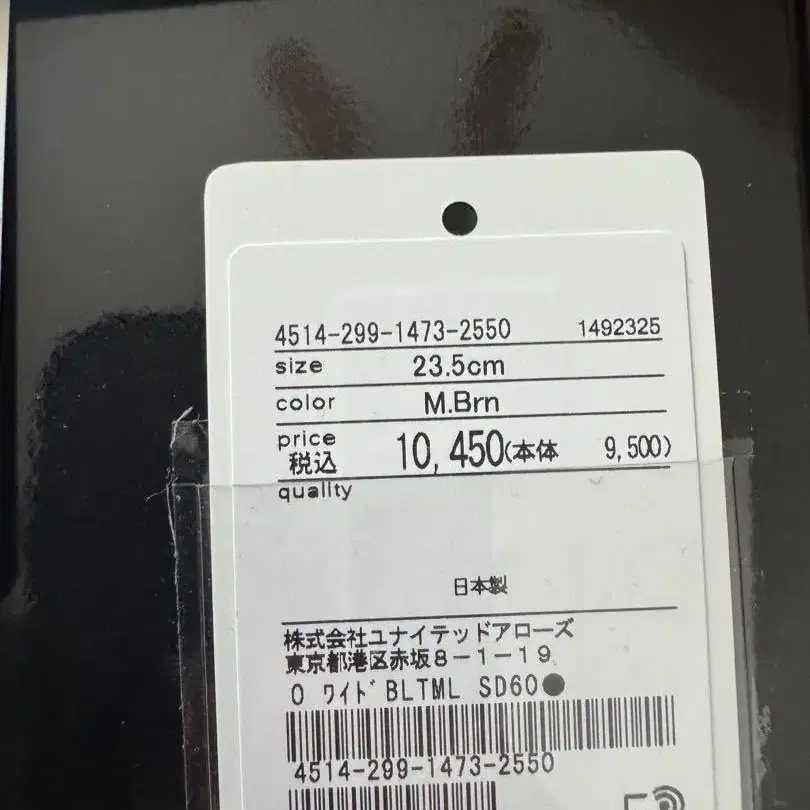 4514-299-1473-2550 1492325
size 23.5cm
color M.Brn
price
税込 10,450(本体 9,500)
quality
日本製
株式会社ユナイテッドアローズ
東京都港区赤坂8-1-19
O ワイド BLTML SD60●
4514-299-1473-2550